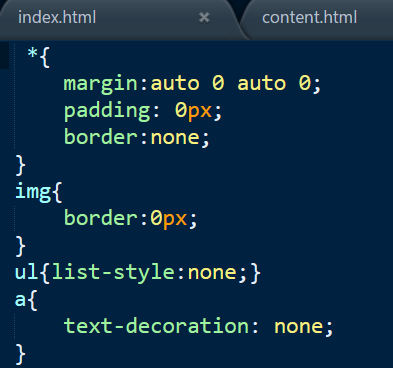 index.html × content.html
*{
margin:auto 0 auto 0;
padding: 0px;
border:none;
}
img{
border:0px;
}
ul{list-style:none;}
a{
text-decoration: none;
}